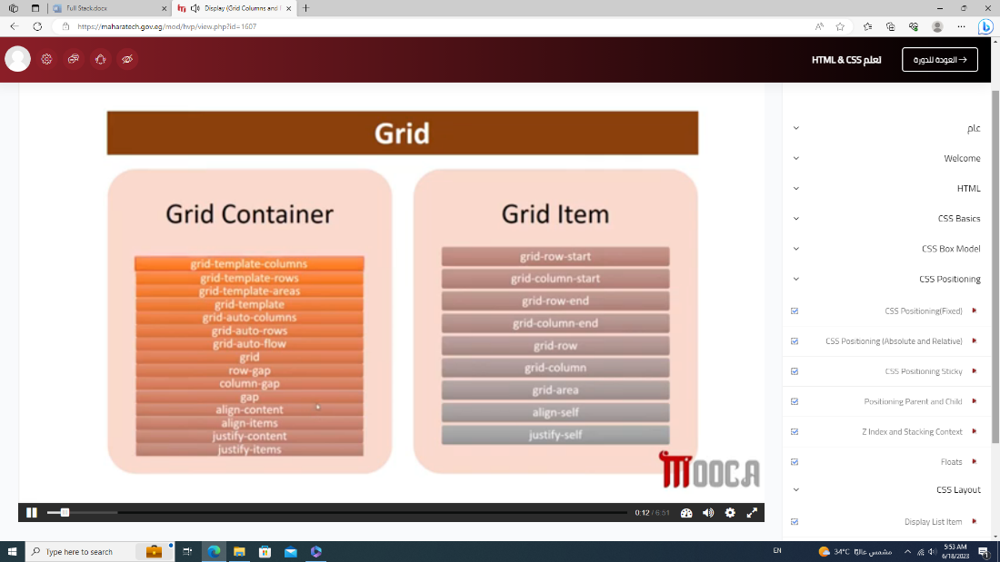 Full Stack.docx
Display (Grid Columns and
https://maharatech.gov.eg/mod/hvp/view.php?id=1607
تعلم HTML & CSS
العودة للدورة
Grid
Grid Container
grid-template-columns
grid-template-rows
grid-template-areas
grid-template
grid-auto-columns
grid-auto-rows
grid-auto-flow
grid
row-gap
column-gap
gap
align-content
align-items
justify-content
justify-items
Grid Item
grid-row-start
grid-column-start
grid-row-end
grid-column-end
grid-row
grid-column
grid-area
align-self
justify-self
MOOCA
0:12 / 6:51
عام
Welcome
HTML
CSS Basics
CSS Box Model
CSS Positioning
CSS Positioning(Fixed)
CSS Positioning (Absolute and Relative)
CSS Positioning Sticky
Positioning Parent and Child
Z Index and Stacking Context
Floats
CSS Layout
Display List Item
Type here to search
EN
34°C مشمس غالبًا
5:53 AM
6/18/2023